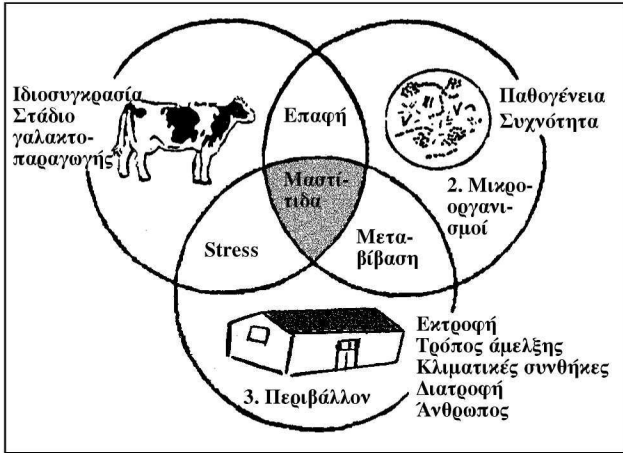 Ιδιοσυγκρασία
Στάδιο
γαλακτο-
παραγωγής
Επαφή
Παθογένεια
Συχνότητα
2. Μικρο-
οργανι-
σμοί
Μαστί-
τιδα
Stress
Μετα-
βίβαση
3. Περιβάλλον
Εκτροφή
Τρόπος άμελξης
Κλιματικές συνθήκες
Διατροφή
Άνθρωπος